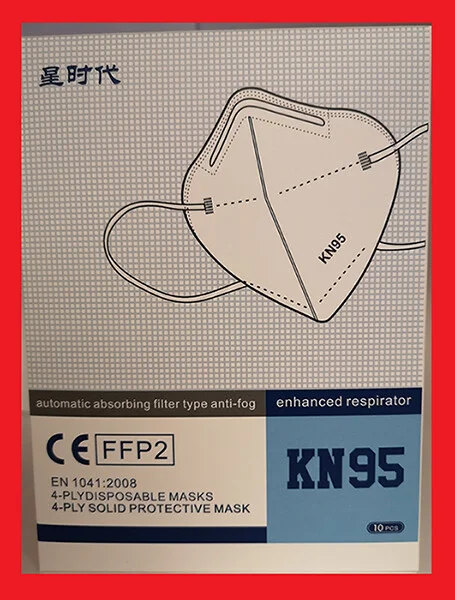 星时代
KN95
automatic absorbing filter type anti-fog
enhanced respirator
CE FFP2
EN 1041:2008
4-PLYDISPOSABLE MASKS
4-PLY SOLID PROTECTIVE MASK
KN95
10 PCS